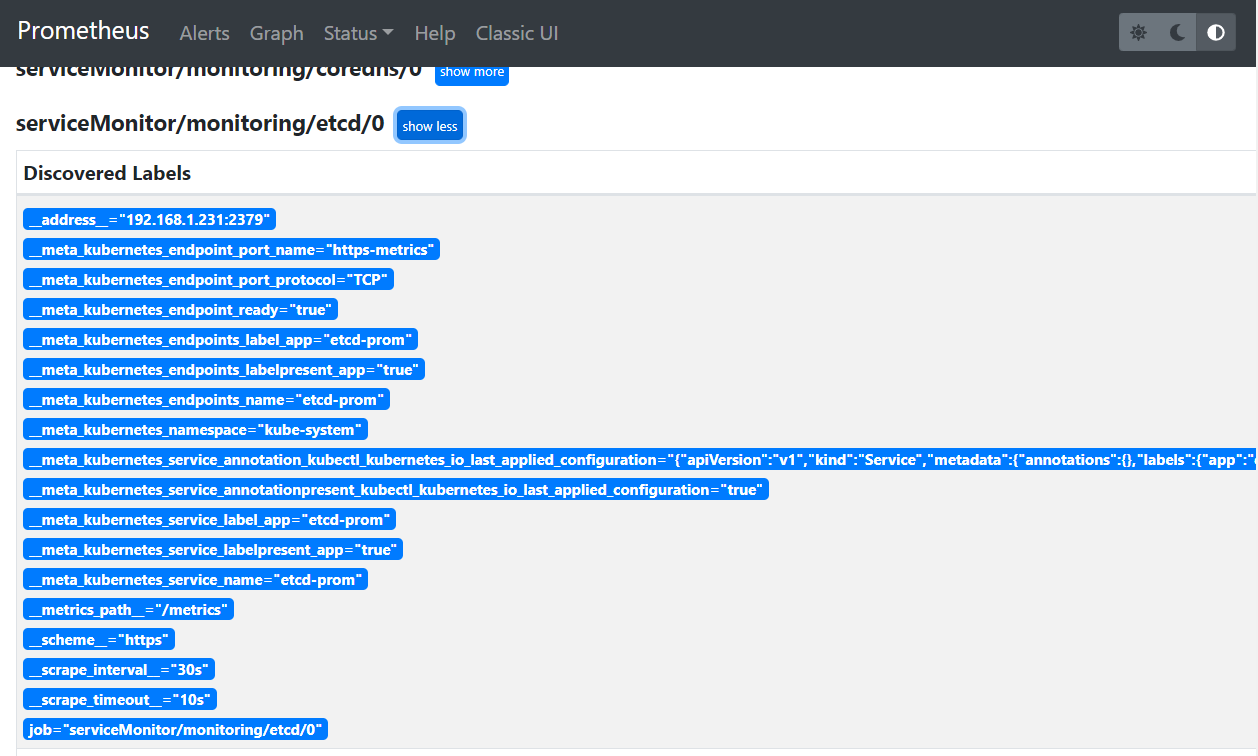 Prometheus Alerts Graph Status Help Classic UI
serviceMonitor/monitoring/coredns/0 show more
serviceMonitor/monitoring/etcd/0 show less
Discovered Labels
__address__="192.168.1.231:2379"
__meta_kubernetes_endpoint_port_name="https-metrics"
__meta_kubernetes_endpoint_port_protocol="TCP"
__meta_kubernetes_endpoint_ready="true"
__meta_kubernetes_endpoints_label_app="etcd-prom"
__meta_kubernetes_endpoints_labelpresent_app="true"
__meta_kubernetes_endpoints_name="etcd-prom"
__meta_kubernetes_namespace="kube-system"
__meta_kubernetes_service_annotation_kubectl_kubernetes_io_last_applied_configuration="{"apiVersion":"v1","kind":"Service","metadata":{"annotations":{},"labels":{"app":"
__meta_kubernetes_service_annotationpresent_kubectl_kubernetes_io_last_applied_configuration="true"
__meta_kubernetes_service_label_app="etcd-prom"
__meta_kubernetes_service_labelpresent_app="true"
__meta_kubernetes_service_name="etcd-prom"
__metrics_path__="/metrics"
__scheme__="https"
__scrape_interval__="30s"
__scrape_timeout__="10s"
job="serviceMonitor/monitoring/etcd/0"